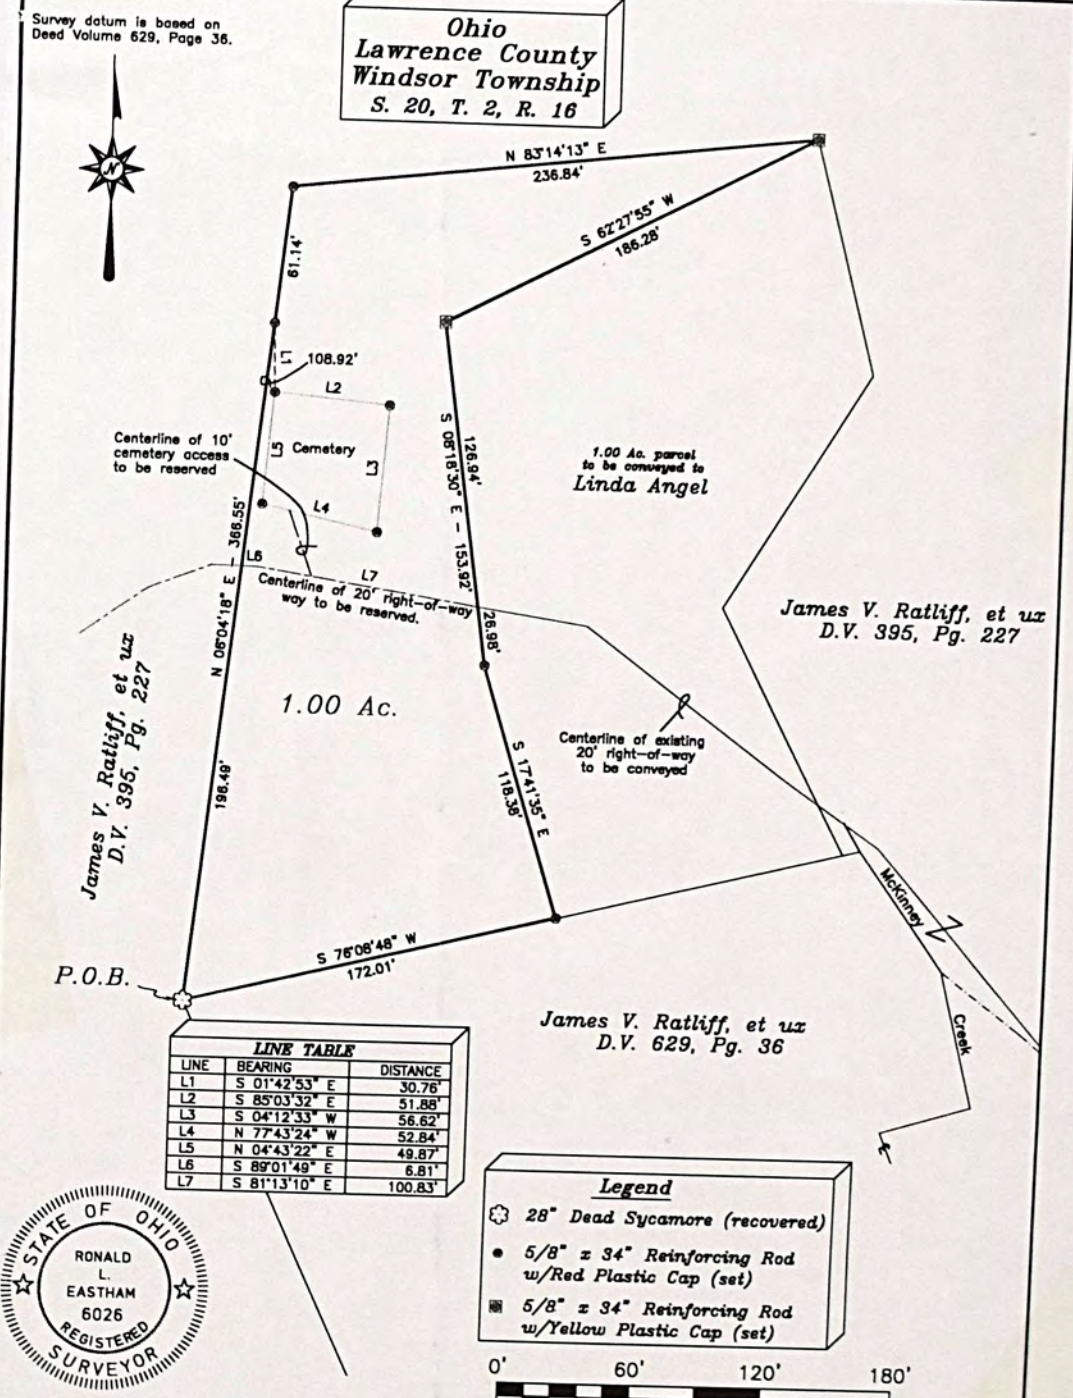 Survey datum is based on
Deed Volume 629, Page 36.
Ohio
Lawrence County
Windsor Township
S. 20, T. 2, R. 16
N
N 83°14'13" E
236.84'
S 62°27'55" W
186.28'
61.14'
L1
108.92'
L2
Centerline of 10'
cemetery access
to be reserved
L5
Cemetery
L3
L4
S 08°18'30" E - 153.92'
126.94'
1.00 Ac. parcel
to be conveyed to
Linda Angel
N 06°04'18" E - 366.55'
L6
L7
Centerline of 20' right-of-way
way to be reserved.
26.98'
James V. Ratliff, et ux
D.V. 395, Pg. 227
James V. Ratliff, et ux
D.V. 395, Pg. 227
1.00 Ac.
196.49'
Centerline of existing
20' right-of-way
to be conveyed
S 17°41'35" E
118.38'
McKinney
Creek
S 76°08'48" W
172.01'
P.O.B.
James V. Ratliff, et ux
D.V. 629, Pg. 36
LINE TABLE
LINE BEARING DISTANCE
L1 S 01°42'53" E 30.76'
L2 S 85°03'32" E 51.88'
L3 S 04°12'33" W 56.62'
L4 N 77°43'24" W 52.84'
L5 N 04°43'22" E 49.87'
L6 S 89°01'49" E 6.81'
L7 S 81°13'10" E 100.83'
Legend
28" Dead Sycamore (recovered)
5/8" x 34" Reinforcing Rod
w/Red Plastic Cap (set)
5/8" x 34" Reinforcing Rod
w/Yellow Plastic Cap (set)
STATE OF OHIO
RONALD
L.
EASTHAM
6026
REGISTERED
SURVEYOR
0' 60' 120' 180'